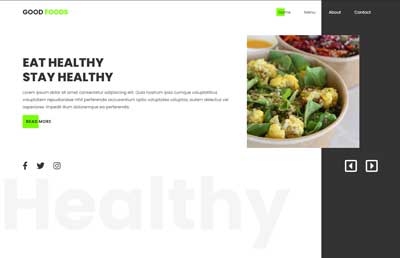 GOOD FOODS
Home Menu About Contact
EAT HEALTHY
STAY HEALTHY
Lorem ipsum dolor sit amet consectetur adipisicing elit. Quia nostrum sapiente cumque voluptatibus
voluptatem repudiandae nihil perferendis accusantium optio voluptates voluptas, autem delectus vel
asperiores. Impedit illum doloremque ea perferendis.
READ MORE
Healthy